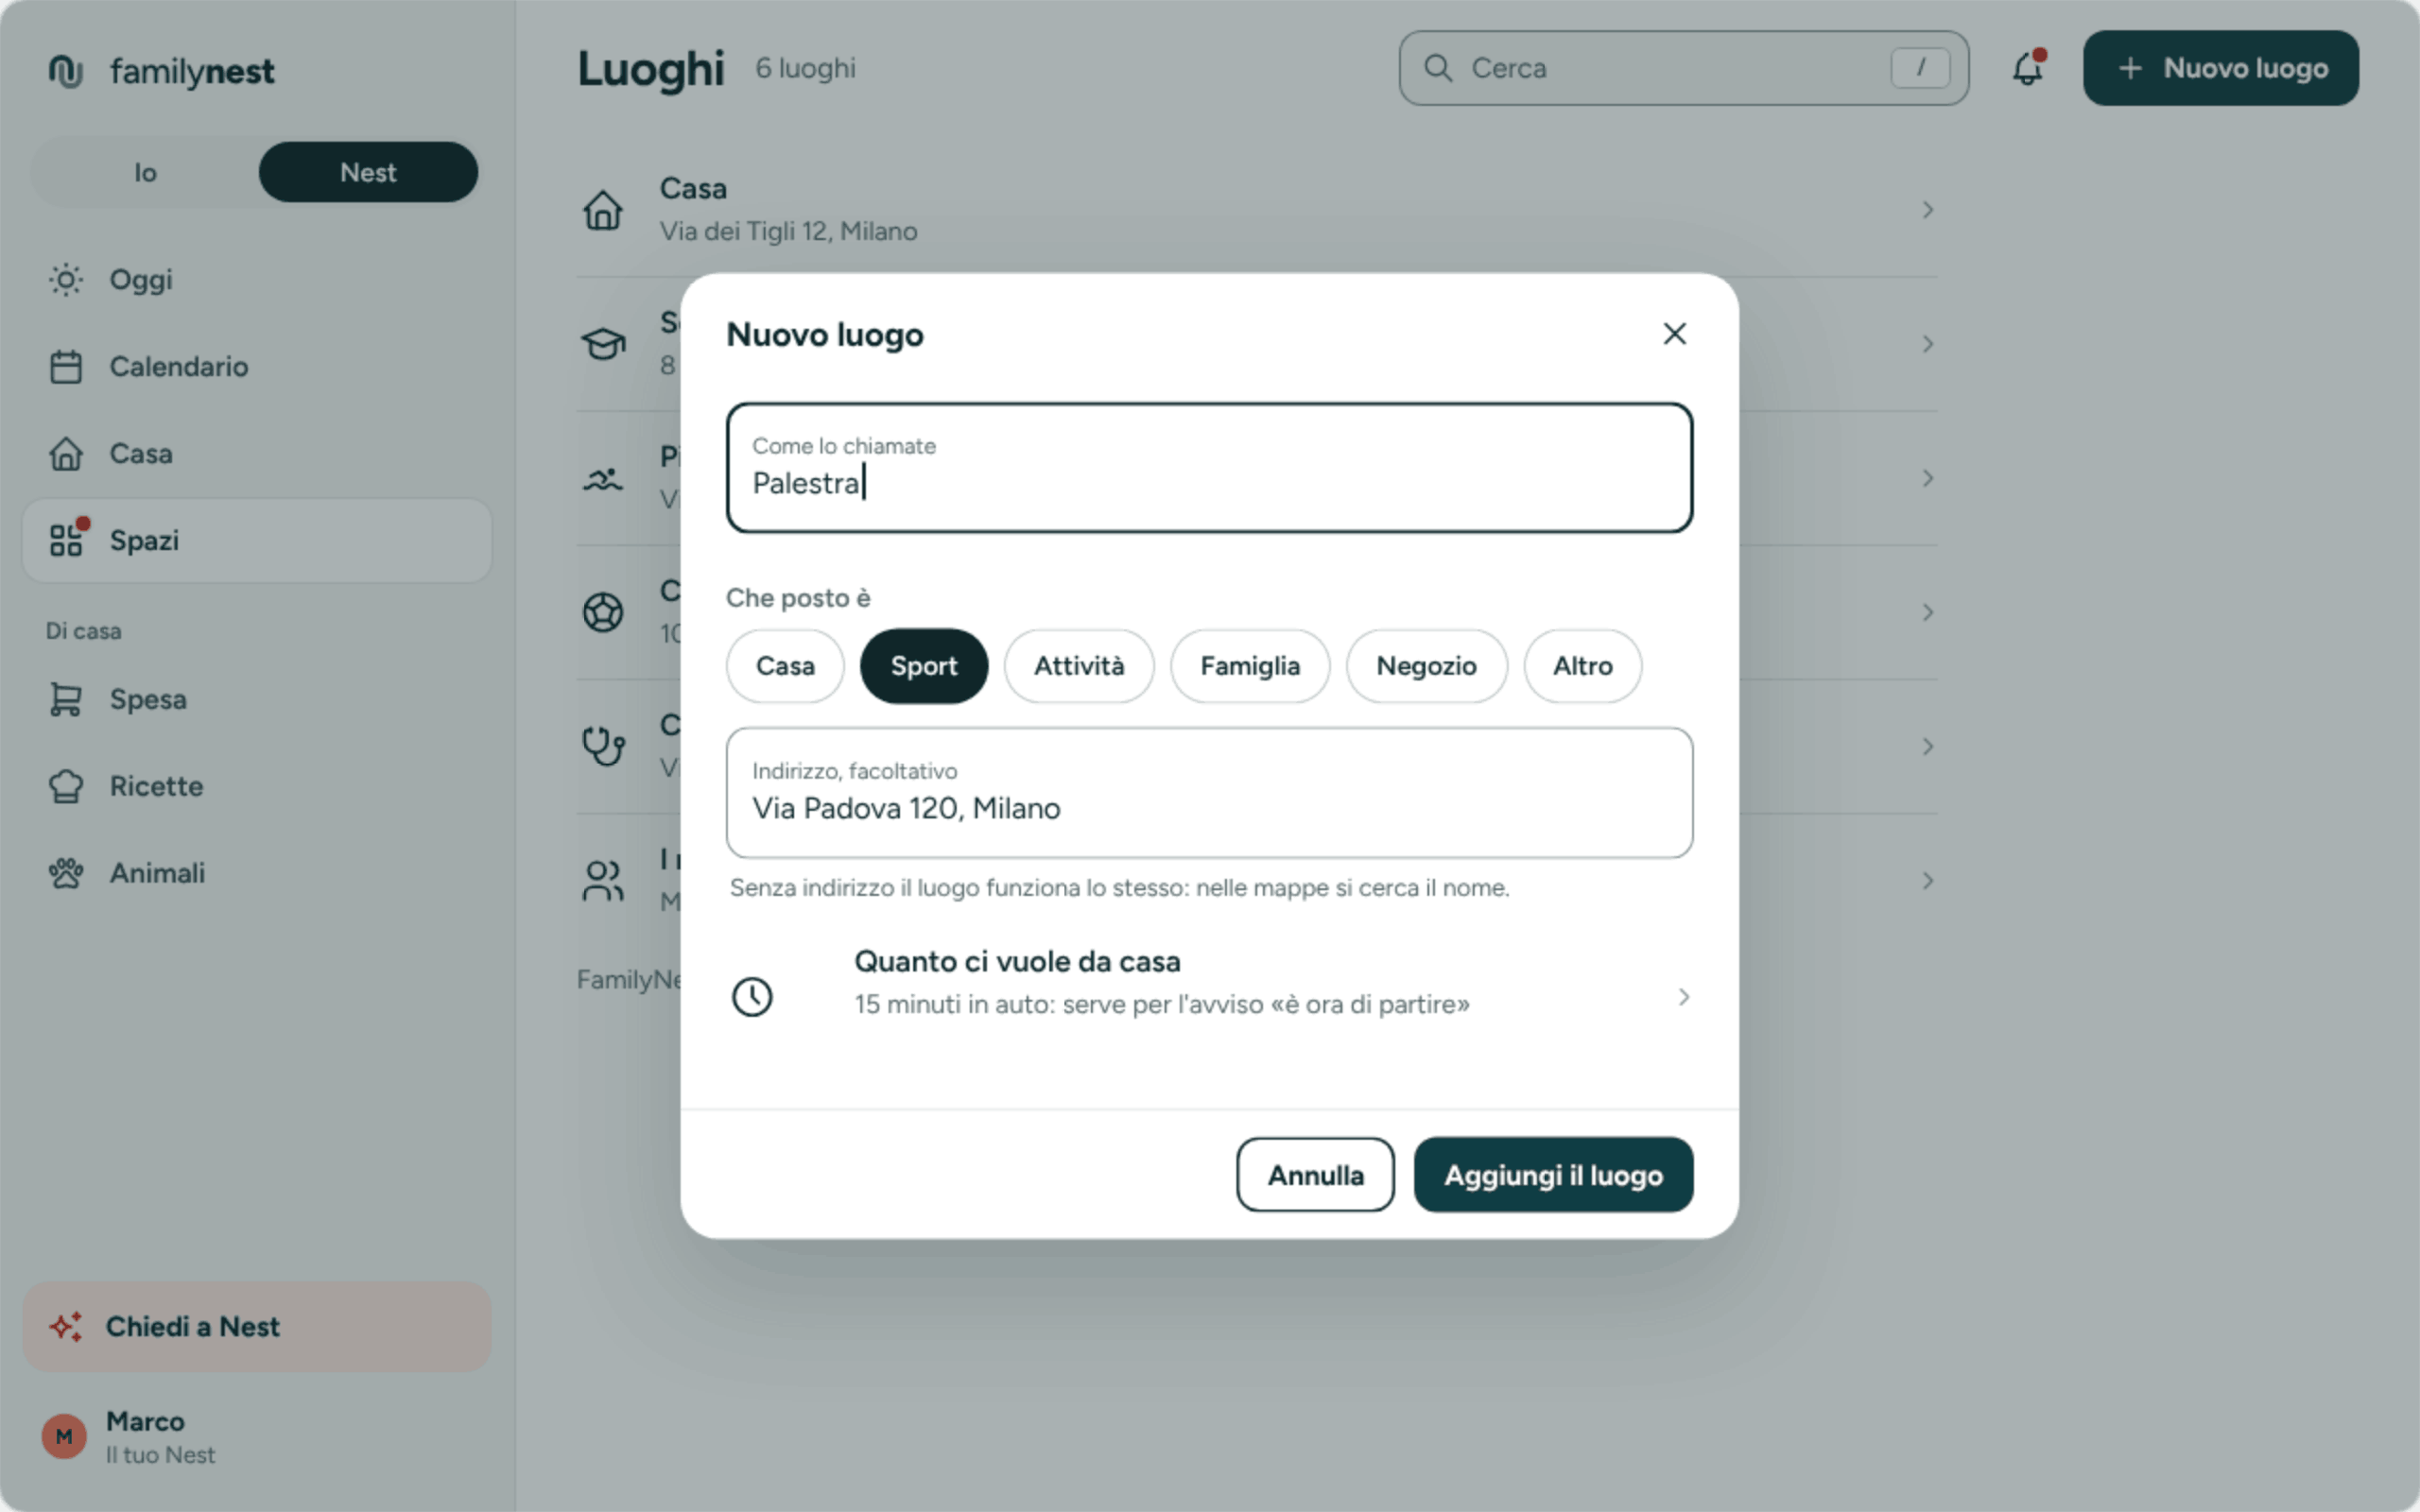 familynest
Io
Nest
Oggi
Calendario
Casa
Spazi
Di casa
Spesa
Ricette
Animali
Chiedi a Nest
M
Marco
Il tuo Nest
Luoghi
6 luoghi
Cerca
/
Nuovo luogo
Casa
Via dei Tigli 12, Milano
8
10
Nuovo luogo
Come lo chiamate
Palestra
Che posto è
Casa
Sport
Attività
Famiglia
Negozio
Altro
Indirizzo, facoltativo
Via Padova 120, Milano
Senza indirizzo il luogo funziona lo stesso: nelle mappe si cerca il nome.
Quanto ci vuole da casa
15 minuti in auto: serve per l'avviso «è ora di partire»
Annulla
Aggiungi il luogo